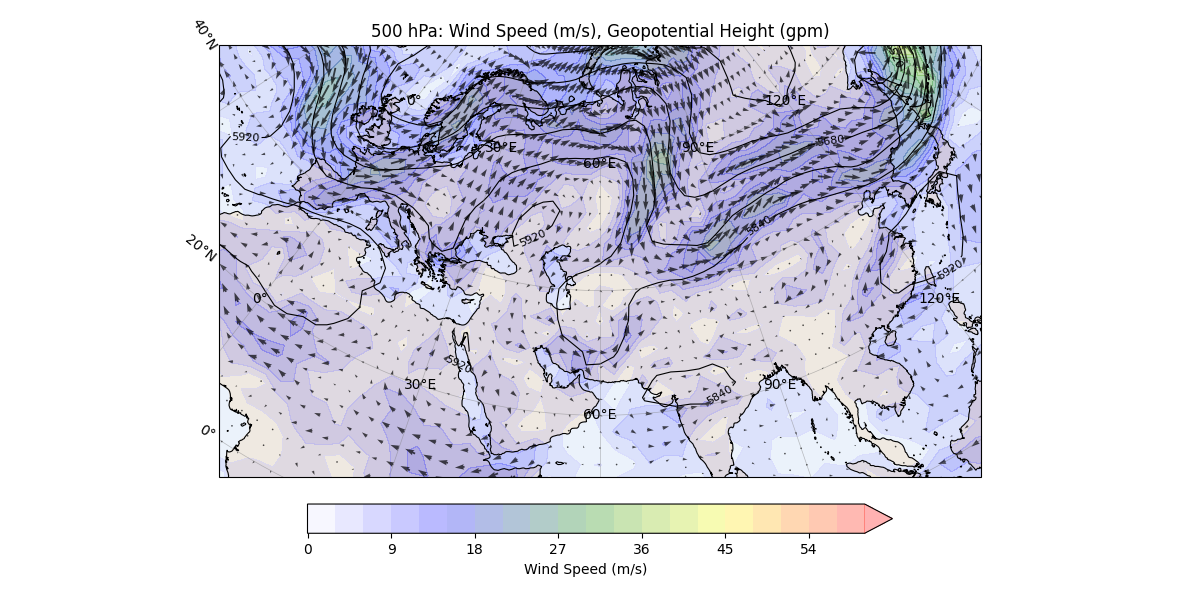 500 hPa: Wind Speed (m/s), Geopotential Height (gpm)
40°N
0°
120°E
5920
30°E
90°E
5680
60°E
5840
20°N
5920
5920
0°
120°E
5920
30°E
90°E
5840
60°E
0°
0 9 18 27 36 45 54
Wind Speed (m/s)